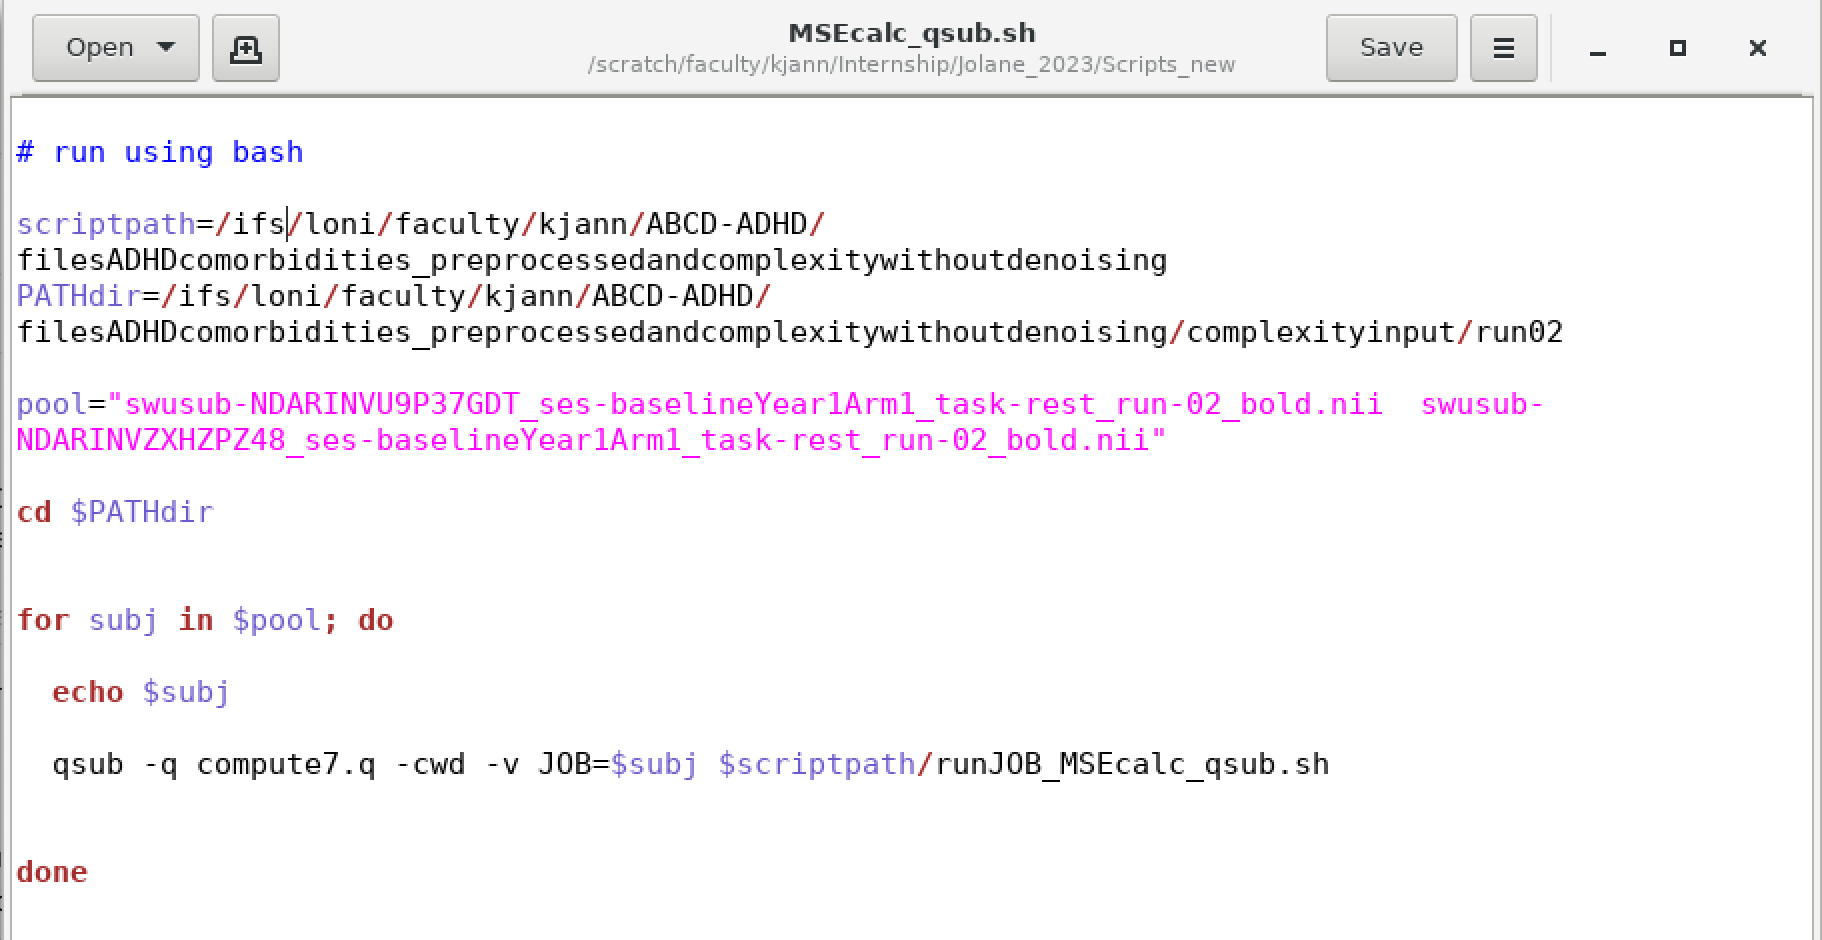 Open
MSEcalc_qsub.sh
/scratch/faculty/kjann/Internship/Jolane_2023/Scripts_new
Save
# run using bash
scriptpath=/ifs/loni/faculty/kjann/ABCD-ADHD/
filesADHDcomorbidities_preprocessedandcomplexitywithoutdenoising
PATHdir=/ifs/loni/faculty/kjann/ABCD-ADHD/
filesADHDcomorbidities_preprocessedandcomplexitywithoutdenoising/complexityinput/run02
pool="swusub-NDARINVU9P37GDT_ses-baselineYear1Arm1_task-rest_run-02_bold.nii  swusub-
NDARINVZXHZPZ48_ses-baselineYear1Arm1_task-rest_run-02_bold.nii"
cd $PATHdir
for subj in $pool; do
echo $subj
qsub -q compute7.q -cwd -v JOB=$subj $scriptpath/runJOB_MSEcalc_qsub.sh
done